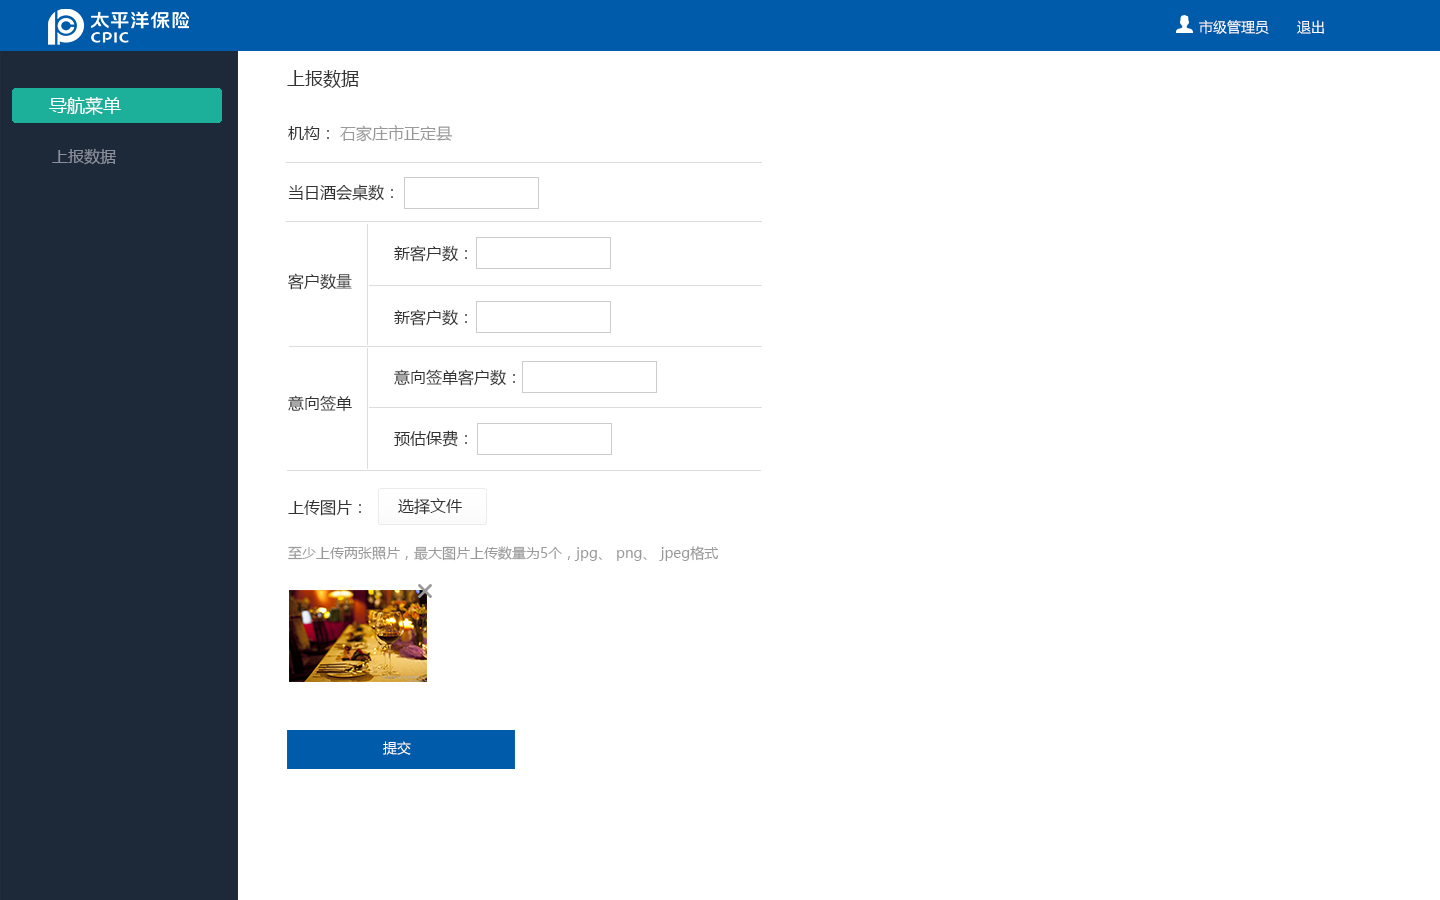 太平洋保险
CPIC
市级管理员 退出
导航菜单
上报数据
上报数据
机构： 石家庄市正定县
当日酒会桌数：
客户数量
新客户数：
新客户数：
意向签单
意向签单客户数：
预估保费：
上传图片： 选择文件
至少上传两张照片，最大图片上传数量为5个，jpg、 png、 jpeg格式
提交